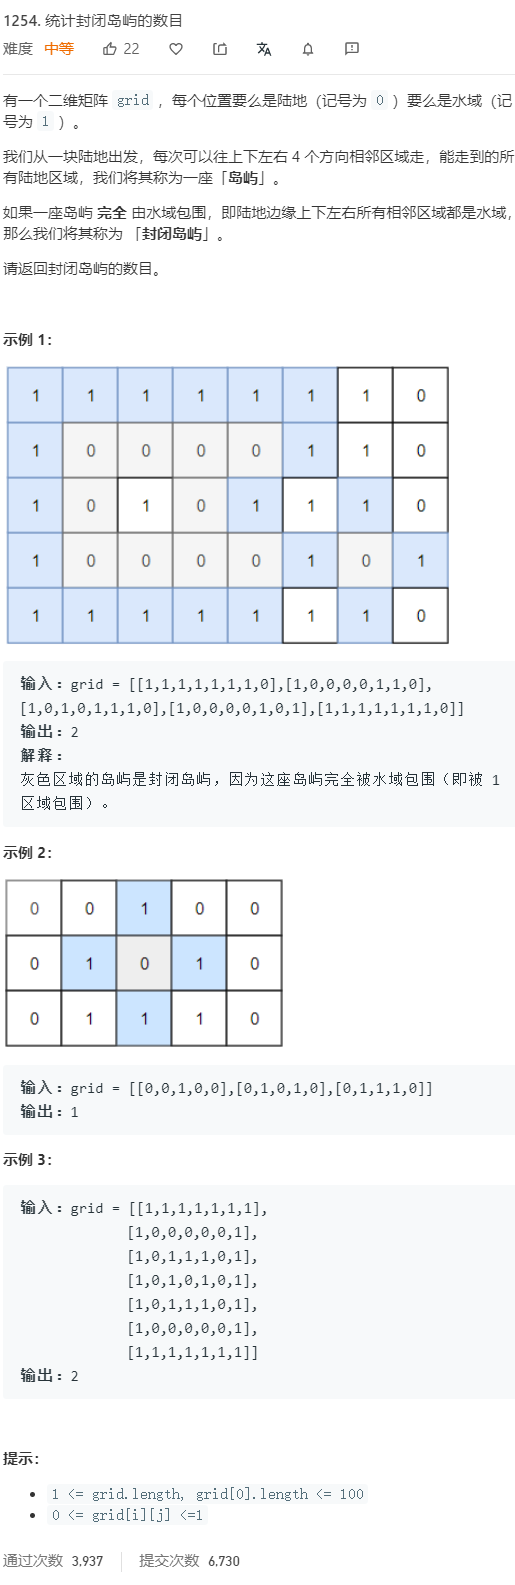 1254. 统计封闭岛屿的数目
难度 中等 22
有一个二维矩阵 grid ，每个位置要么是陆地（记号为 0 ）要么是水域（记
号为 1 ）。
我们从一块陆地出发，每次可以往上下左右 4 个方向相邻区域走，能走到的所
有陆地区域，我们将其称为一座「岛屿」。
如果一座岛屿 完全 由水域包围，即陆地边缘上下左右所有相邻区域都是水域，
那么我们将其称为 「封闭岛屿」。
请返回封闭岛屿的数目。
示例 1：
1 1 1 1 1 1 1 0
1 0 0 0 0 1 1 0
1 0 1 0 1 1 1 0
1 0 0 0 0 1 0 1
1 1 1 1 1 1 1 0
输入：grid = [[1,1,1,1,1,1,1,0],[1,0,0,0,0,1,1,0],
[1,0,1,0,1,1,1,0],[1,0,0,0,0,1,0,1],[1,1,1,1,1,1,1,0]]
输出：2
解释：
灰色区域的岛屿是封闭岛屿，因为这座岛屿完全被水域包围（即被 1
区域包围）。
示例 2：
0 0 1 0 0
0 1 0 1 0
0 1 1 1 0
输入：grid = [[0,0,1,0,0],[0,1,0,1,0],[0,1,1,1,0]]
输出：1
示例 3：
输入：grid = [[1,1,1,1,1,1,1],
[1,0,0,0,0,0,1],
[1,0,1,1,1,0,1],
[1,0,1,0,1,0,1],
[1,0,1,1,1,0,1],
[1,0,0,0,0,0,1],
[1,1,1,1,1,1,1]]
输出：2
提示：
1 <= grid.length, grid[0].length <= 100
0 <= grid[i][j] <=1
通过次数 3,937 提交次数 6,730